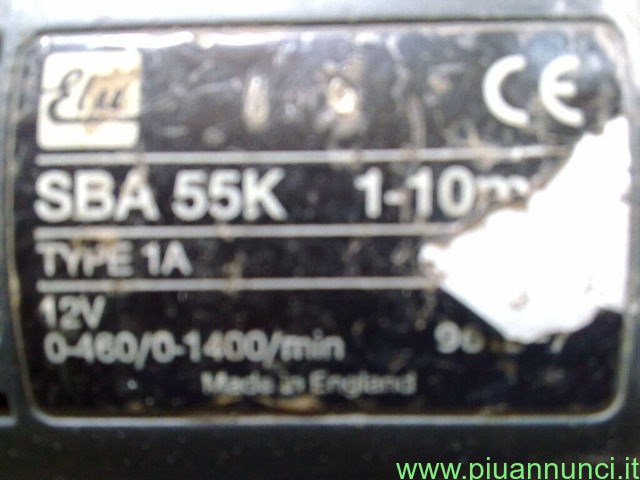 Elu
CE
SBA 55K 1-10m
TYPE 1A
12V
0-460/0-1400/min
Made in England
www.piuannunci.it